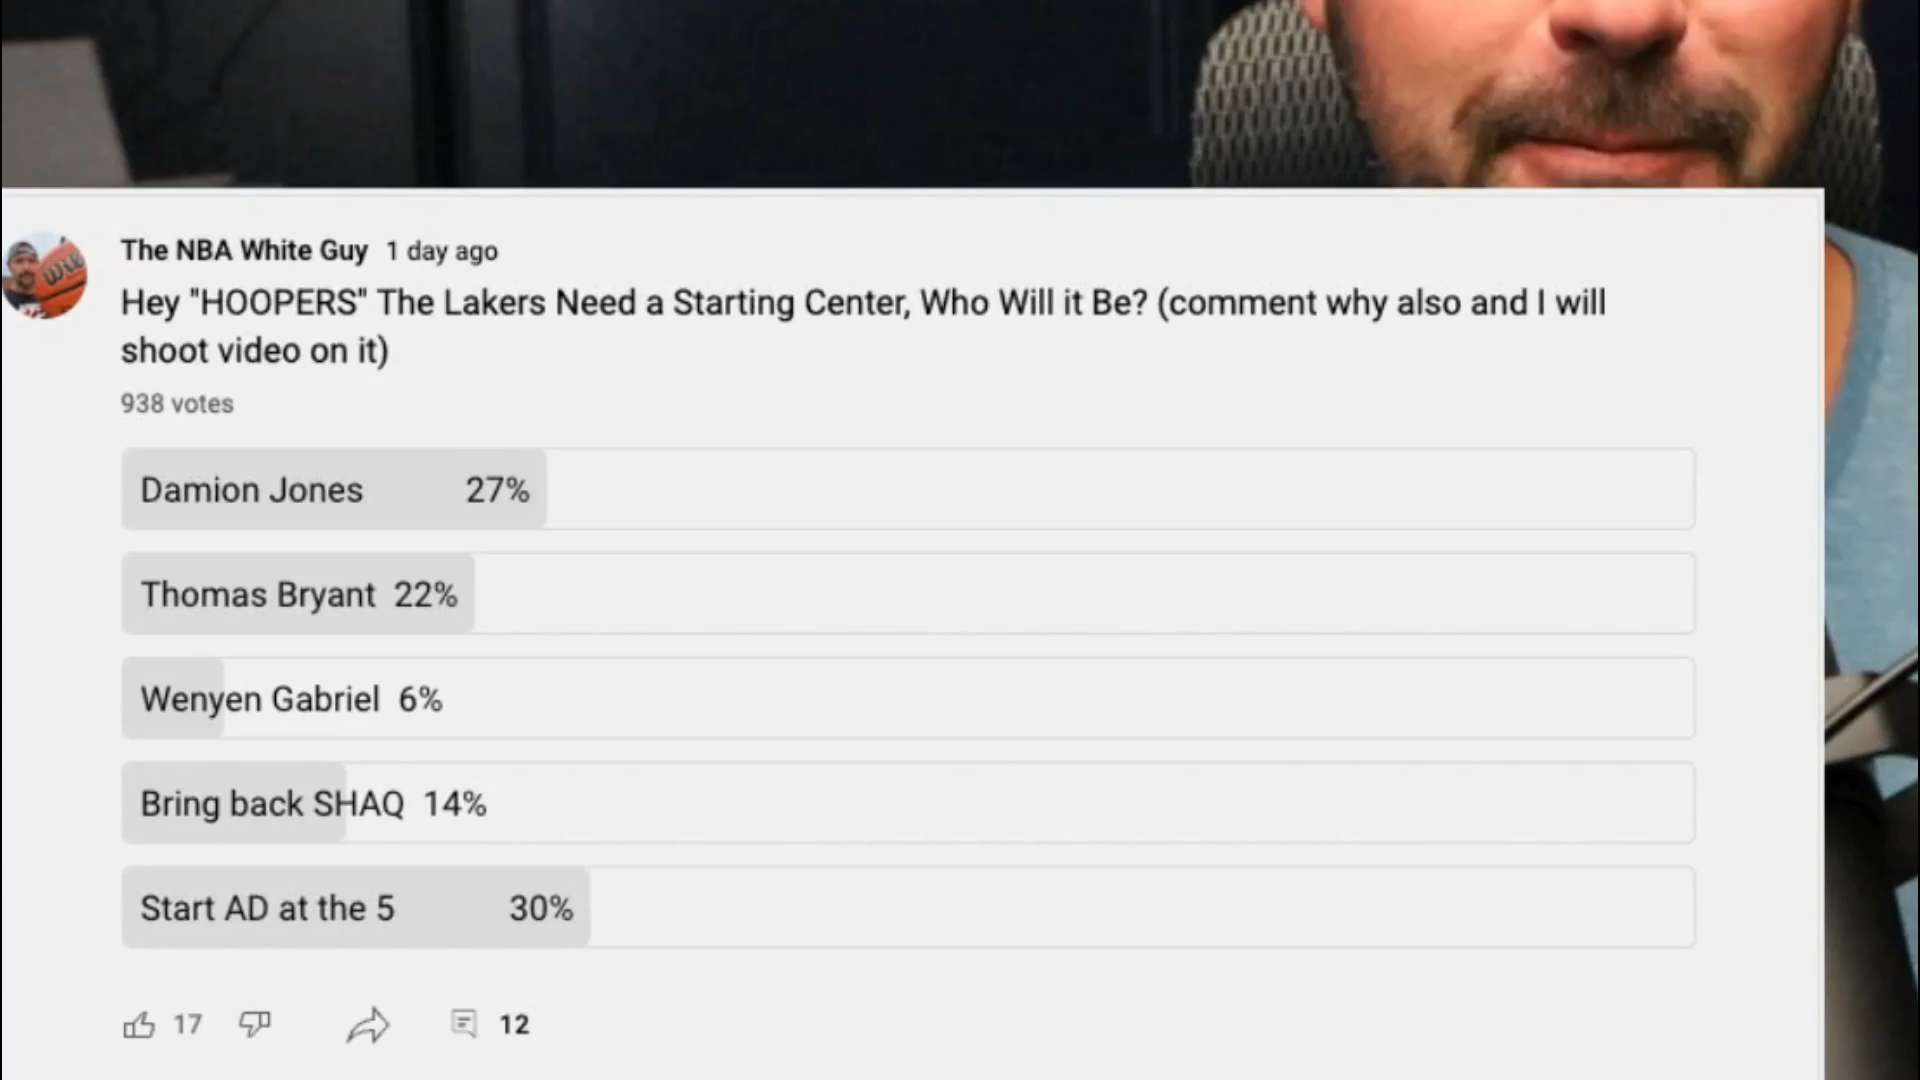 The NBA White Guy 1 day ago
Hey "HOOPERS" The Lakers Need a Starting Center, Who Will it Be? (comment why also and I will
shoot video on it)
938 votes
Damion Jones 27%
Thomas Bryant 22%
Wenyen Gabriel 6%
Bring back SHAQ 14%
Start AD at the 5 30%
17 12